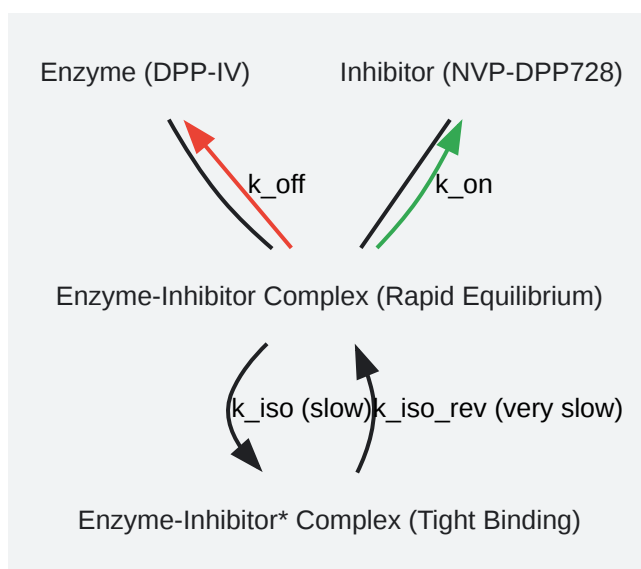 Enzyme (DPP-IV)
Inhibitor (NVP-DPP728)
k_off
k_on
Enzyme-Inhibitor Complex (Rapid Equilibrium)
k_iso (slow)
k_iso_rev (very slow)
Enzyme-Inhibitor* Complex (Tight Binding)